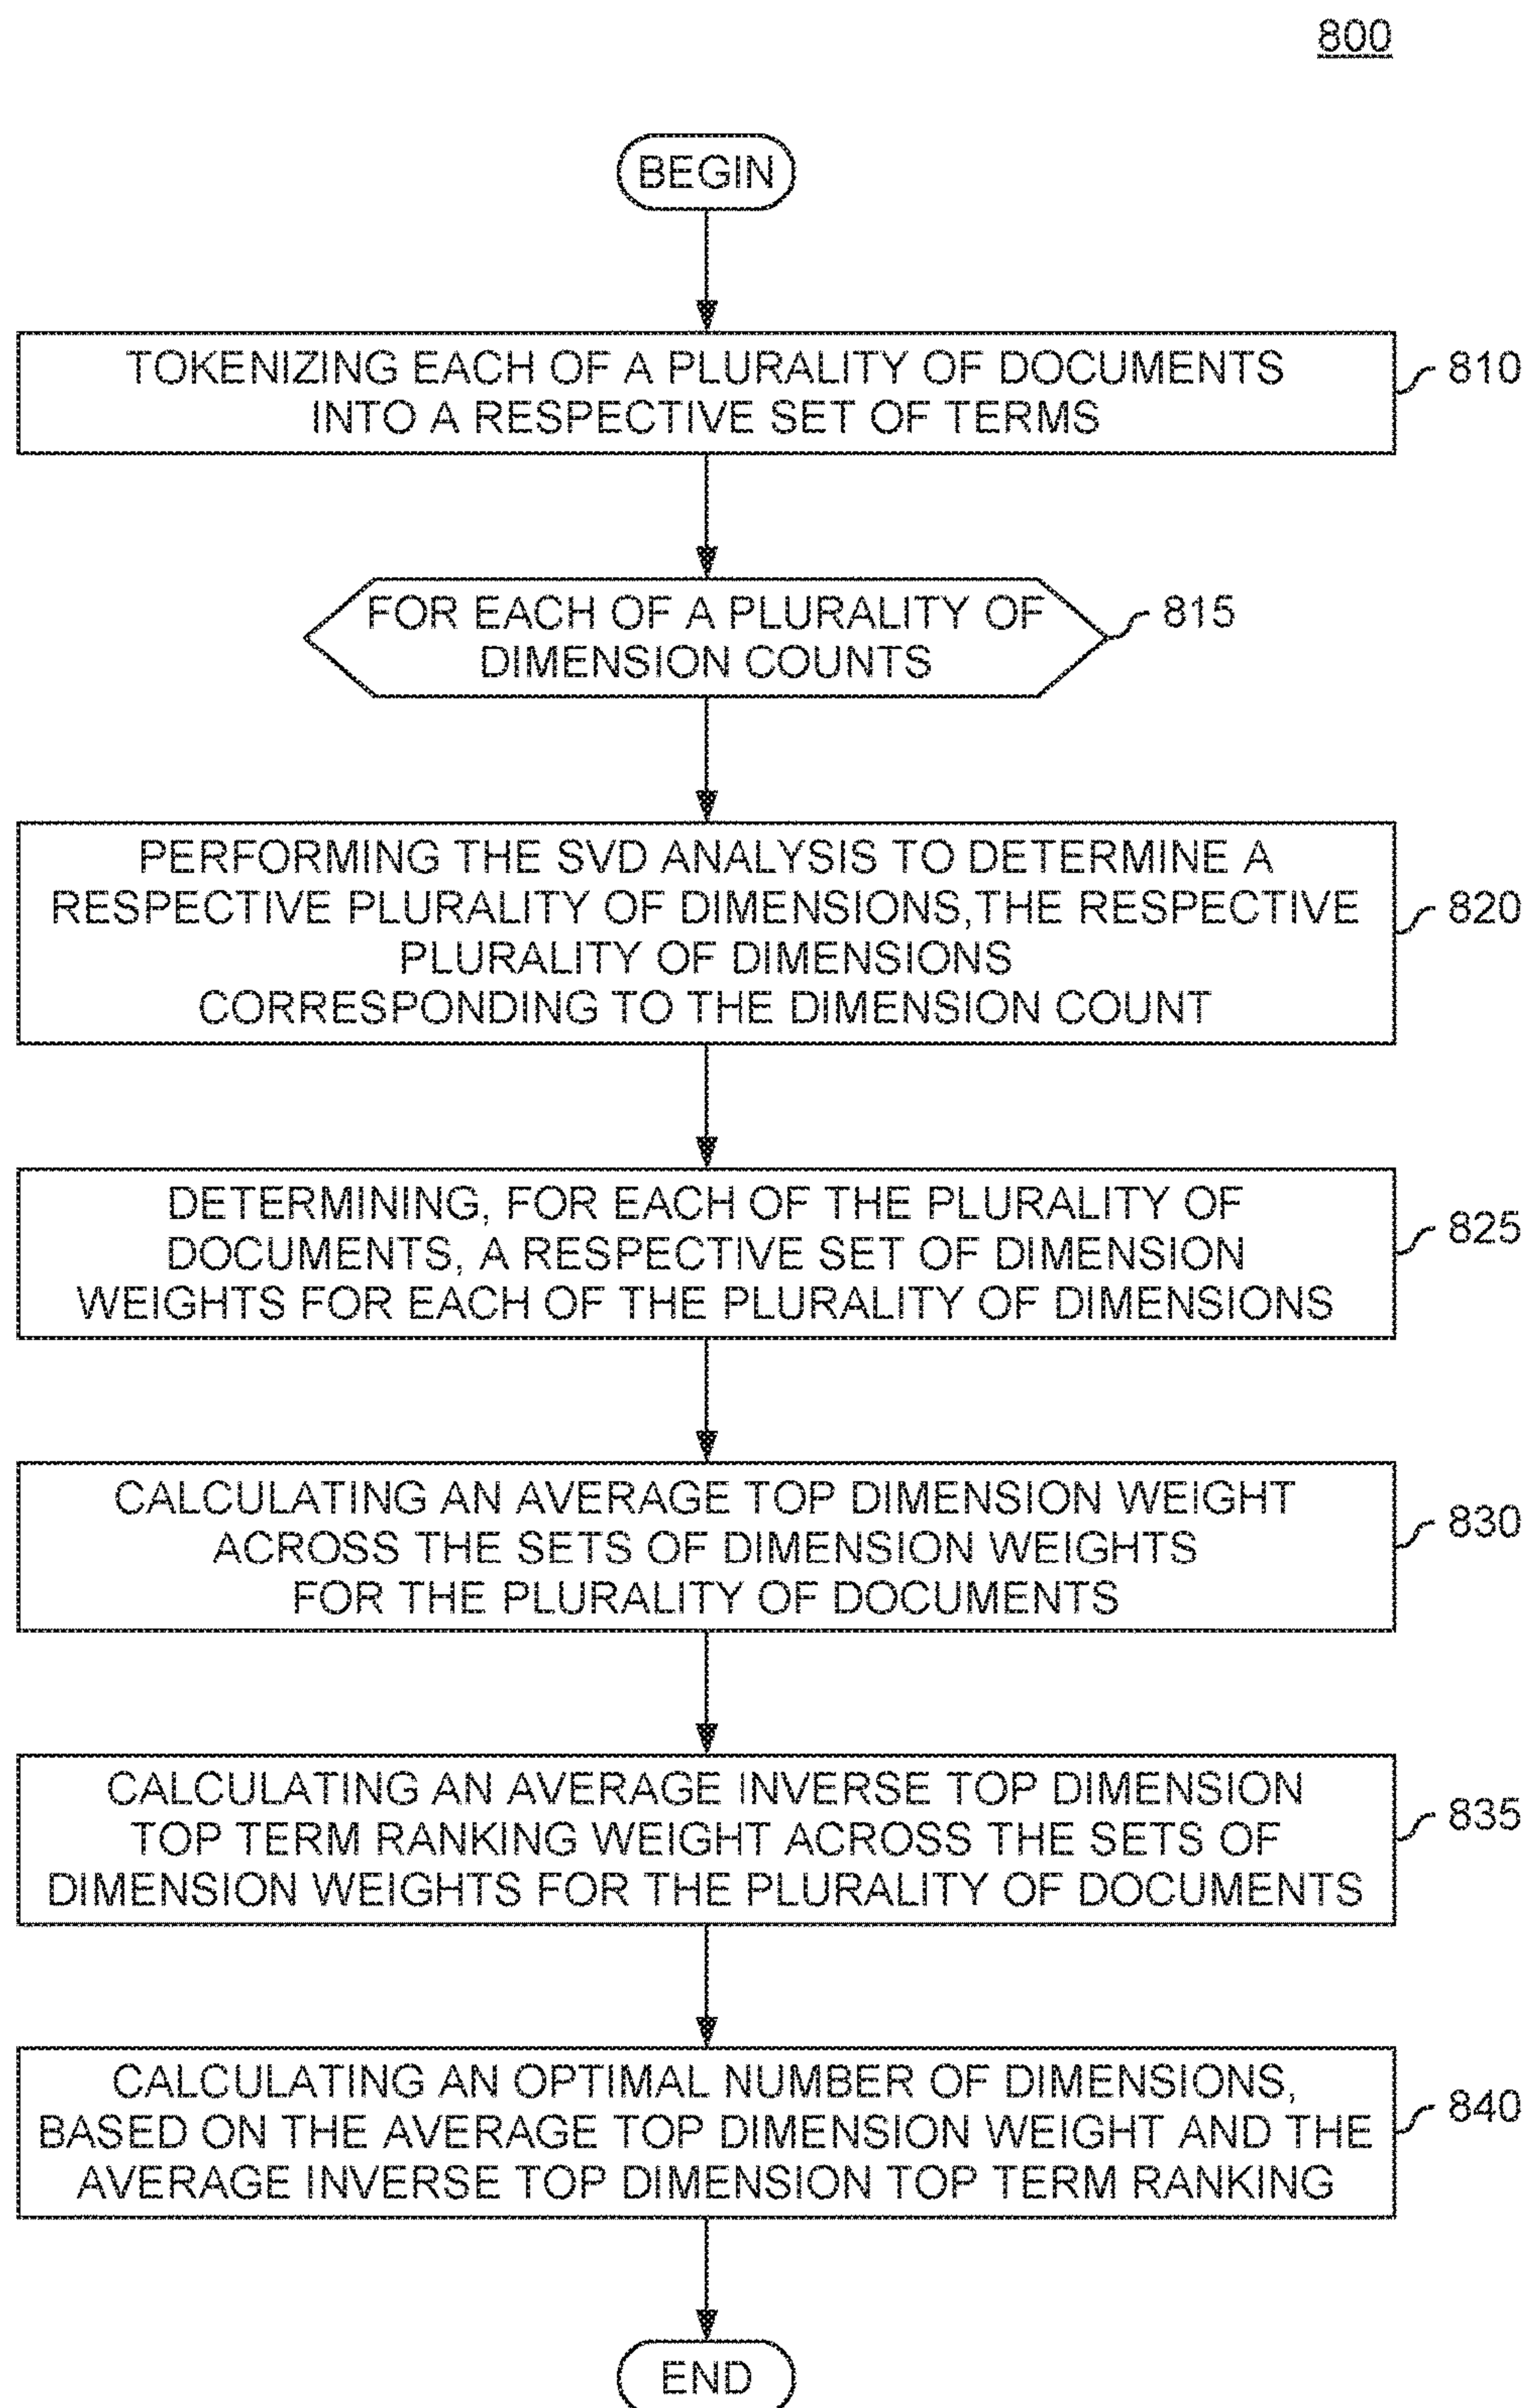 800
BEGIN
TOKENIZING EACH OF A PLURALITY OF DOCUMENTS
INTO A RESPECTIVE SET OF TERMS
810
FOR EACH OF A PLURALITY OF
DIMENSION COUNTS
815
PERFORMING THE SVD ANALYSIS TO DETERMINE A
RESPECTIVE PLURALITY OF DIMENSIONS,THE RESPECTIVE
PLURALITY OF DIMENSIONS
CORRESPONDING TO THE DIMENSION COUNT
820
DETERMINING, FOR EACH OF THE PLURALITY OF
DOCUMENTS, A RESPECTIVE SET OF DIMENSION
WEIGHTS FOR EACH OF THE PLURALITY OF DIMENSIONS
825
CALCULATING AN AVERAGE TOP DIMENSION WEIGHT
ACROSS THE SETS OF DIMENSION WEIGHTS
FOR THE PLURALITY OF DOCUMENTS
830
CALCULATING AN AVERAGE INVERSE TOP DIMENSION
TOP TERM RANKING WEIGHT ACROSS THE SETS OF
DIMENSION WEIGHTS FOR THE PLURALITY OF DOCUMENTS
835
CALCULATING AN OPTIMAL NUMBER OF DIMENSIONS,
BASED ON THE AVERAGE TOP DIMENSION WEIGHT AND THE
AVERAGE INVERSE TOP DIMENSION TOP TERM RANKING
840
END